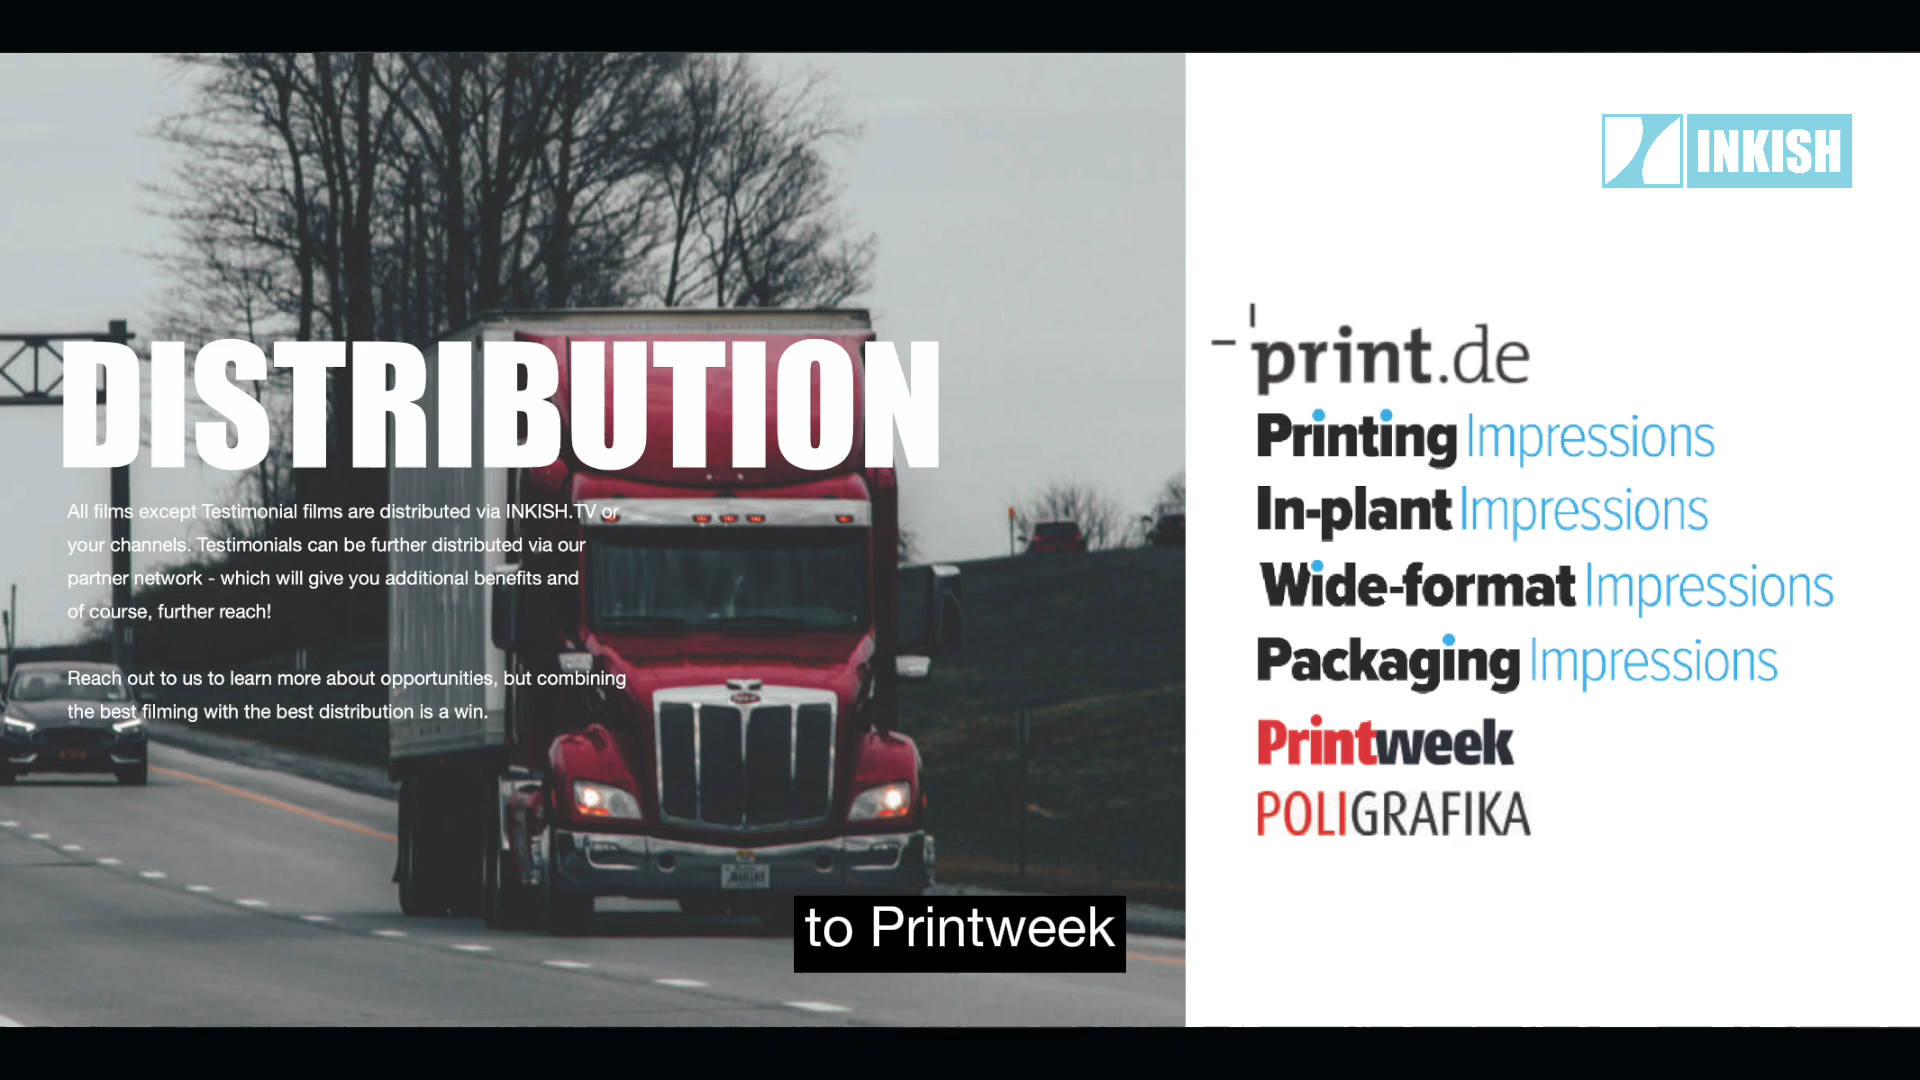 INKISH
DISTRIBUTION
All films except Testimonial films are distributed via INKISH.TV or
your channels. Testimonials can be further distributed via our
partner network - which will give you additional benefits and
of course, further reach!
Reach out to us to learn more about opportunities, but combining
the best filming with the best distribution is a win.
print.de
Printing Impressions
In-plant Impressions
Wide-format Impressions
Packaging Impressions
Printweek
POLIGRAFIKA
to Printweek